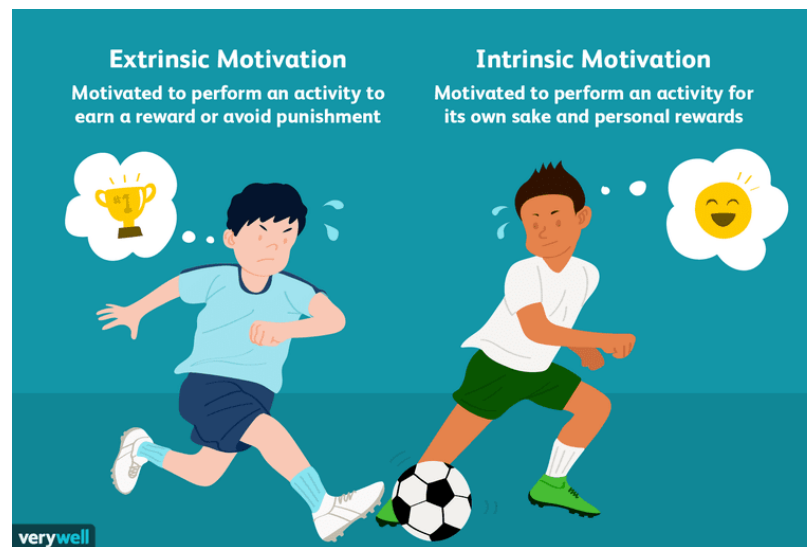 Extrinsic Motivation
Motivated to perform an activity to
earn a reward or avoid punishment
Intrinsic Motivation
Motivated to perform an activity for
its own sake and personal rewards
#1
verywell